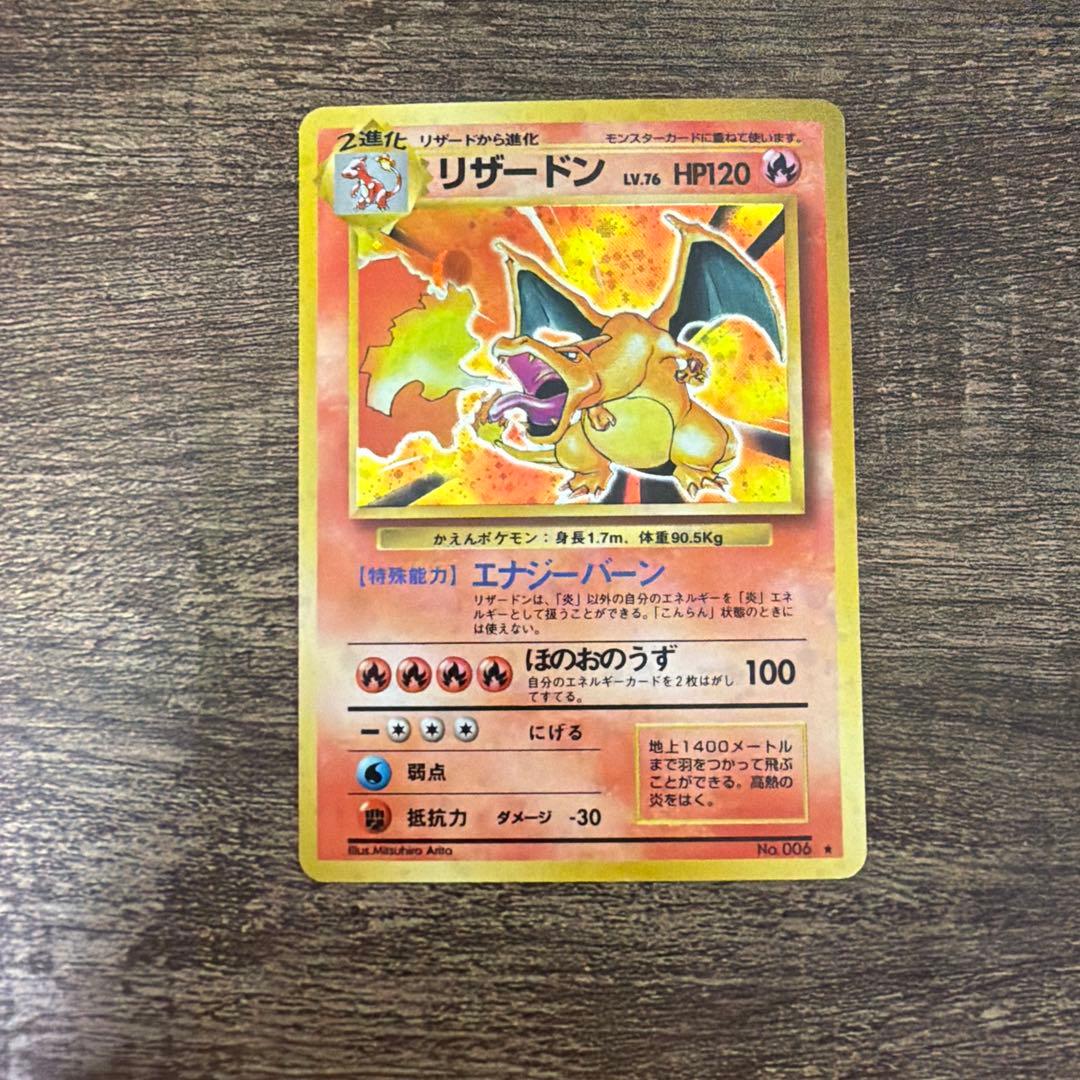 2進化 リザードから進化 モンスターカードに重ねて使います。
リザードン LV.76 HP120
かえんポケモン：身長1.7m、体重90.5Kg
【特殊能力】エナジーバーン
リザードンは、「炎」以外の自分のエネルギーを「炎」エネ
ルギーとして扱うことができる。「こんらん」状態のときに
は使えない。
ほのおのうず 100
自分のエネルギーカードを2枚はがし
てすてる。
ー にげる
弱点
抵抗力 ダメージ -30
地上1400メートル
まで羽をつかって飛ぶ
ことができる。高熱の
炎をはく。
Illus.Mitsuhiro Arita No.006 ★